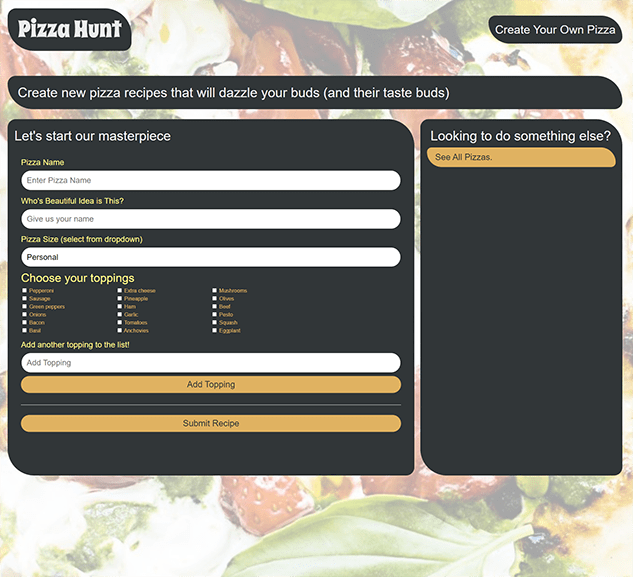 Pizza Hunt
Create Your Own Pizza
Create new pizza recipes that will dazzle your buds (and their taste buds)
Let's start our masterpiece
Pizza Name
Enter Pizza Name
Who's Beautiful Idea is This?
Give us your name
Pizza Size (select from dropdown)
Personal
Choose your toppings
Pepperoni Extra cheese Mushrooms
Sausage Pineapple Olives
Green peppers Ham Beef
Onions Garlic Pesto
Bacon Tomatoes Squash
Basil Anchovies Eggplant
Add another topping to the list!
Add Topping
Add Topping
Submit Recipe
Looking to do something else?
See All Pizzas.